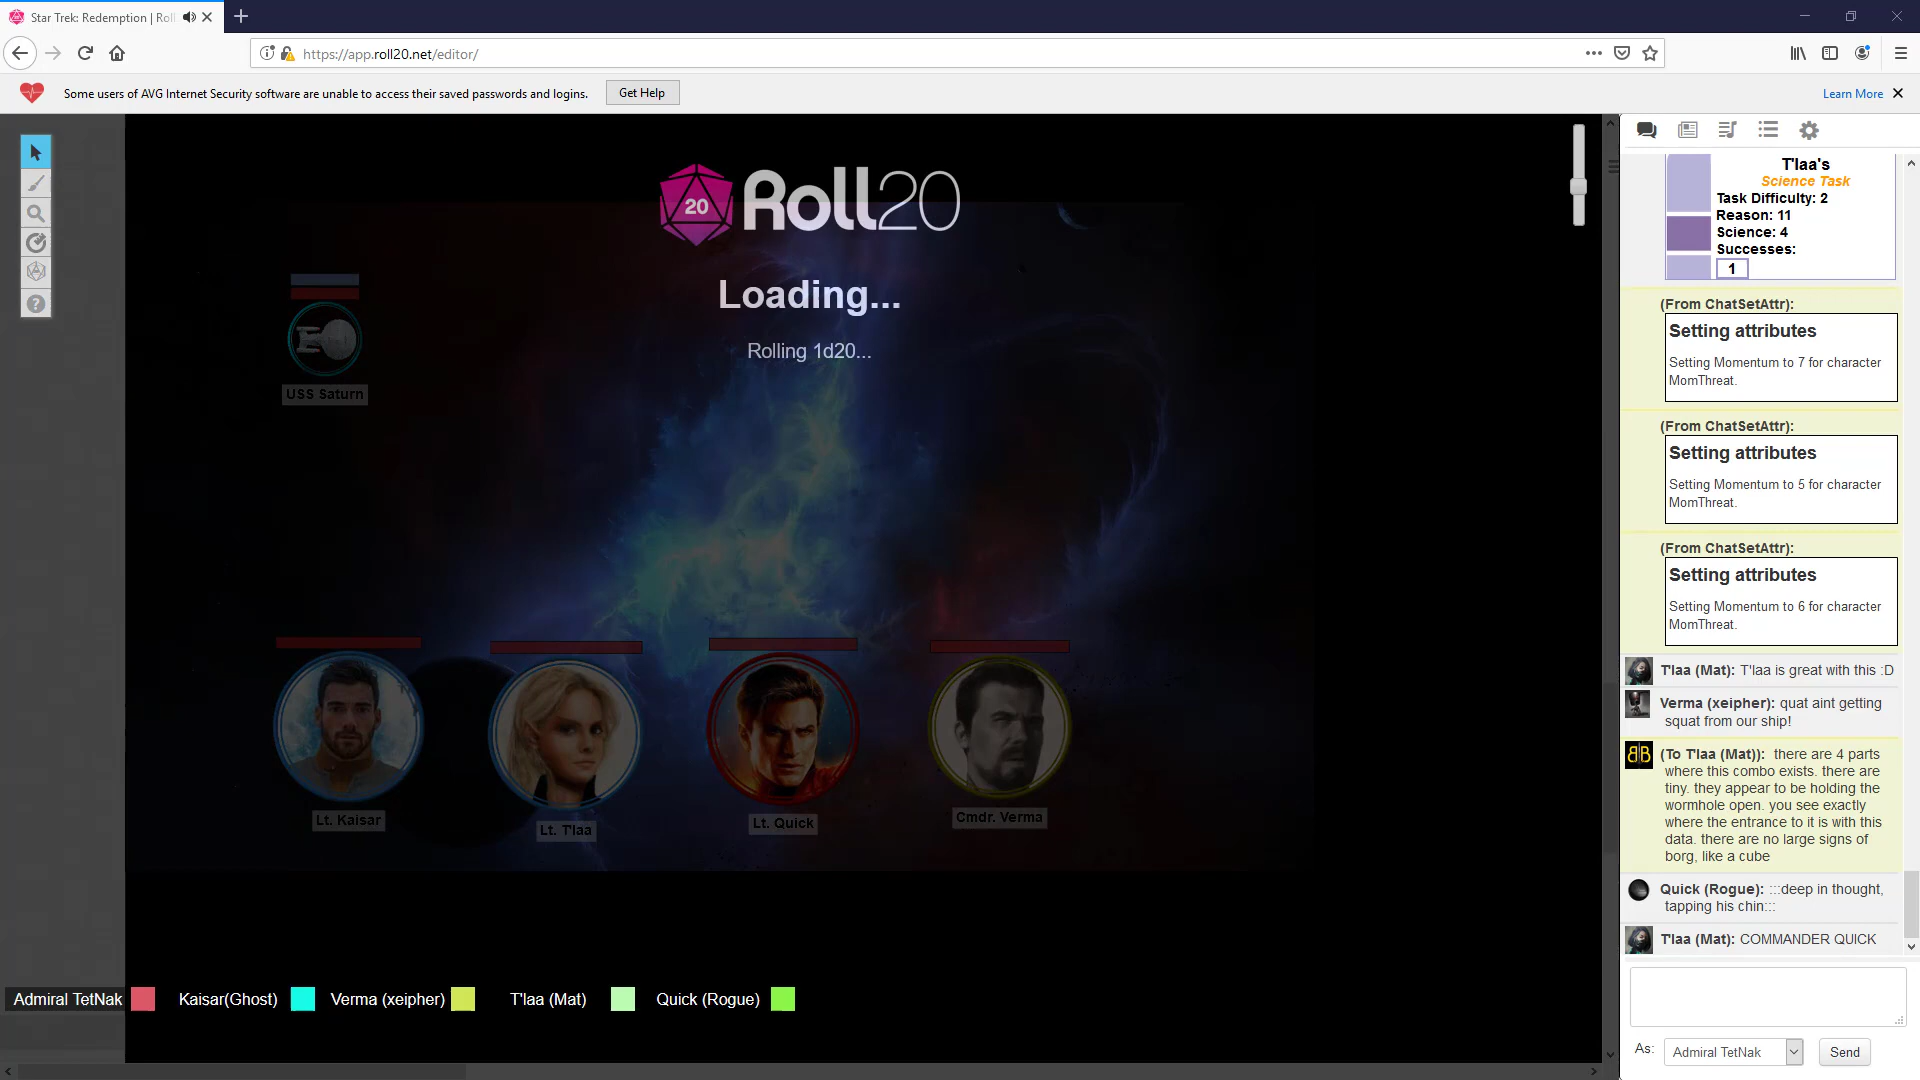 Star Trek: Redemption | Roll
https://app.roll20.net/editor/
Some users of AVG Internet Security software are unable to access their saved passwords and logins.
Get Help
Learn More
20
Roll20
Loading...
Rolling 1d20...
USS Saturn
Lt. Kaisar
Lt. T'laa
Lt. Quick
Cmdr. Verma
Admiral TetNak
Kaisar(Ghost)
Verma (xeipher)
T'laa (Mat)
Quick (Rogue)
T'laa's
Science Task
Task Difficulty: 2
Reason: 11
Science: 4
Successes:
1
(From ChatSetAttr):
Setting attributes
Setting Momentum to 7 for character
MomThreat.
(From ChatSetAttr):
Setting attributes
Setting Momentum to 5 for character
MomThreat.
(From ChatSetAttr):
Setting attributes
Setting Momentum to 6 for character
MomThreat.
T'laa (Mat): T'laa is great with this :D
Verma (xeipher): quat aint getting
squat from our ship!
(To T'laa (Mat)): there are 4 parts
where this combo exists. there are
tiny. they appear to be holding the
wormhole open. you see exactly
where the entrance to it is with this
data. there are no large signs of
borg, like a cube
Quick (Rogue): :::deep in thought,
tapping his chin:::
T'laa (Mat): COMMANDER QUICK
As:
Admiral TetNak
Send